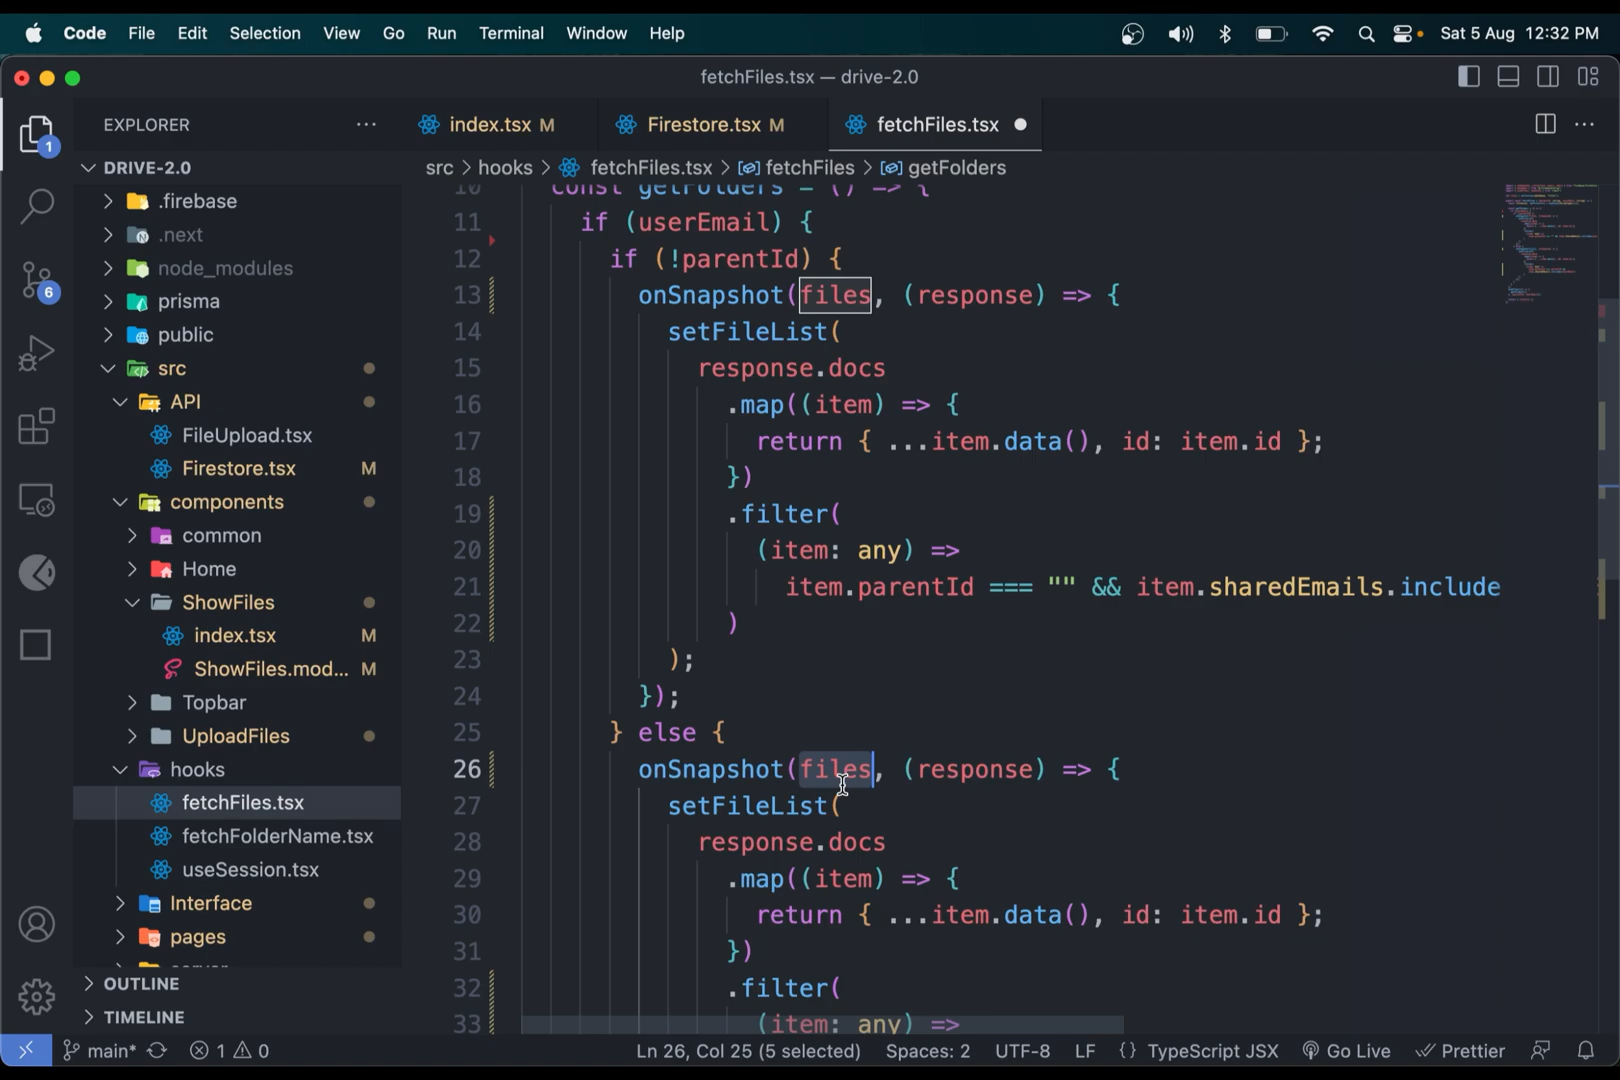 Code File Edit Selection View Go Run Terminal Window Help Sat 5 Aug 12:32 PM
fetchFiles.tsx — drive-2.0
EXPLORER
index.tsx M
Firestore.tsx M
fetchFiles.tsx
1
DRIVE-2.0
src > hooks > fetchFiles.tsx > fetchFiles > getFolders
.firebase
.next
node_modules
6
prisma
public
src
API
FileUpload.tsx
Firestore.tsx M
components
common
Home
ShowFiles
index.tsx M
ShowFiles.mod... M
Topbar
UploadFiles
hooks
fetchFiles.tsx
fetchFolderName.tsx
useSession.tsx
Interface
pages
OUTLINE
TIMELINE
10 const getFolders = () => {
11 if (userEmail) {
12 if (!parentId) {
13 onSnapshot(files, (response) => {
14 setFileList(
15 response.docs
16 .map((item) => {
17 return { ...item.data(), id: item.id };
18 })
19 .filter(
20 (item: any) =>
21 item.parentId === "" && item.sharedEmails.include
22 )
23 );
24 });
25 } else {
26 onSnapshot(files, (response) => {
27 setFileList(
28 response.docs
29 .map((item) => {
30 return { ...item.data(), id: item.id };
31 })
32 .filter(
33 (item: any) =>
main* 1 0 Ln 26, Col 25 (5 selected) Spaces: 2 UTF-8 LF {} TypeScript JSX Go Live Prettier